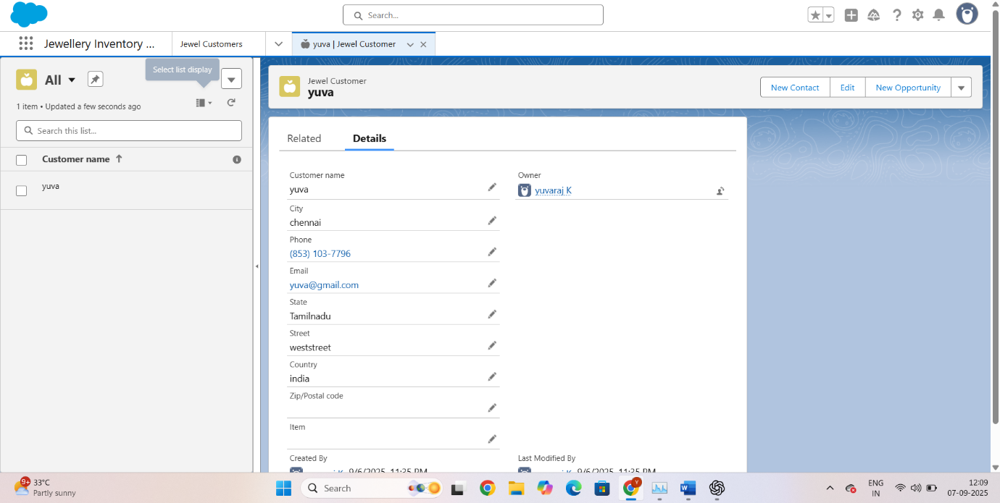 Search...
Jewellery Inventory ...
Jewel Customers
yuva | Jewel Customer
All
Select list display
1 item • Updated a few seconds ago
Search this list...
Customer name
yuva
Jewel Customer
yuva
New Contact
Edit
New Opportunity
Related
Details
Customer name
yuva
Owner
yuvaraj K
City
chennai
Phone
(853) 103-7796
Email
yuva@gmail.com
State
Tamilnadu
Street
weststreet
Country
india
Zip/Postal code
Item
Created By
9/6/2025, 11:35 PM
Last Modified By
9/6/2025, 11:35 PM
9+
33°C
Partly sunny
Search
Y
ENG
IN
12:09
07-09-2025